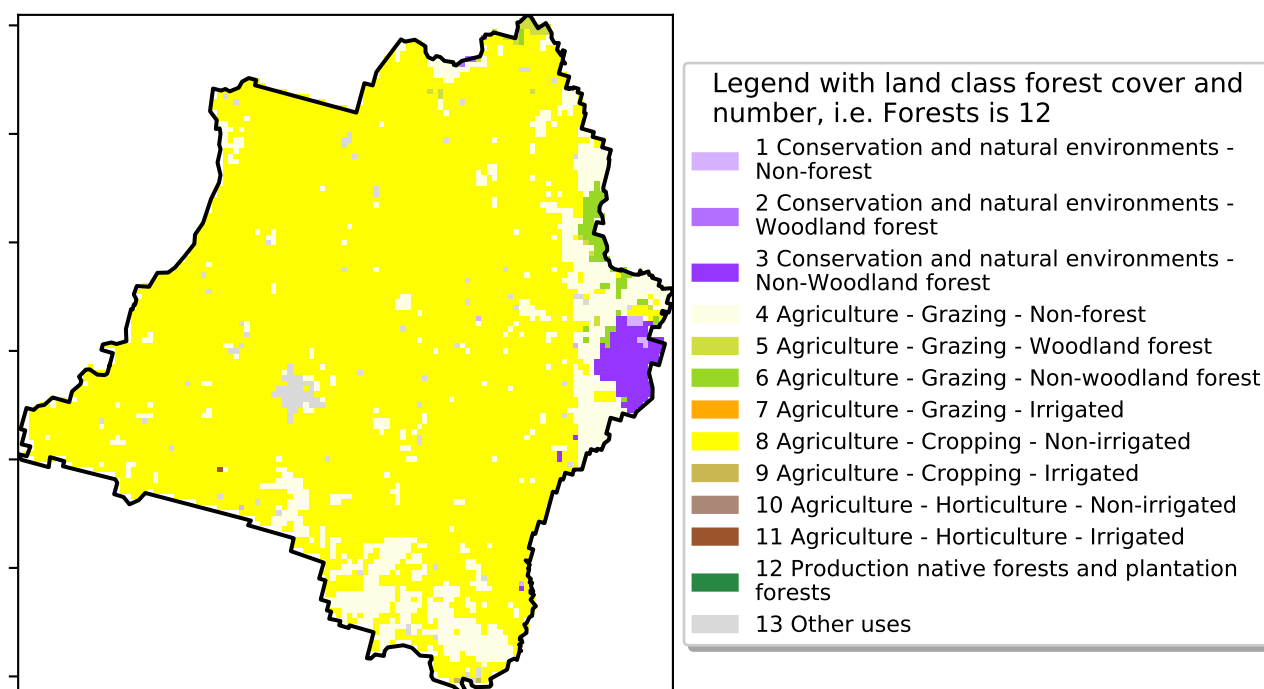 Legend with land class forest cover and
number, i.e. Forests is 12
1 Conservation and natural environments -
Non-forest
2 Conservation and natural environments -
Woodland forest
3 Conservation and natural environments -
Non-Woodland forest
4 Agriculture - Grazing - Non-forest
5 Agriculture - Grazing - Woodland forest
6 Agriculture - Grazing - Non-woodland forest
7 Agriculture - Grazing - Irrigated
8 Agriculture - Cropping - Non-irrigated
9 Agriculture - Cropping - Irrigated
10 Agriculture - Horticulture - Non-irrigated
11 Agriculture - Horticulture - Irrigated
12 Production native forests and plantation
forests
13 Other uses